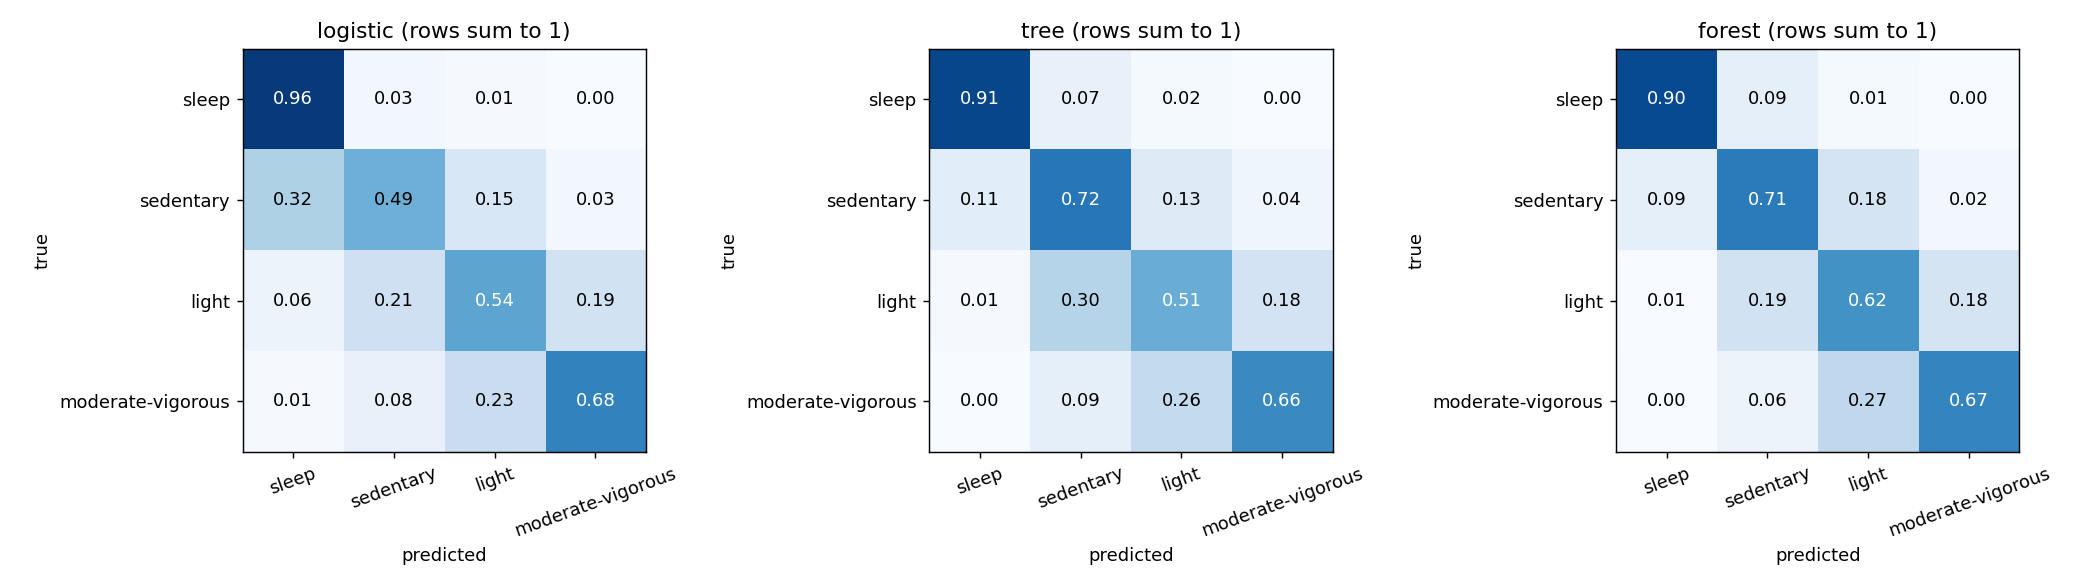 logistic (rows sum to 1)
true
sleep 0.96 0.03 0.01 0.00
sedentary 0.32 0.49 0.15 0.03
light 0.06 0.21 0.54 0.19
moderate-vigorous 0.01 0.08 0.23 0.68
sleep sedentary light moderate-vigorous
predicted
tree (rows sum to 1)
true
sleep 0.91 0.07 0.02 0.00
sedentary 0.11 0.72 0.13 0.04
light 0.01 0.30 0.51 0.18
moderate-vigorous 0.00 0.09 0.26 0.66
sleep sedentary light moderate-vigorous
predicted
forest (rows sum to 1)
true
sleep 0.90 0.09 0.01 0.00
sedentary 0.09 0.71 0.18 0.02
light 0.01 0.19 0.62 0.18
moderate-vigorous 0.00 0.06 0.27 0.67
sleep sedentary light moderate-vigorous
predicted